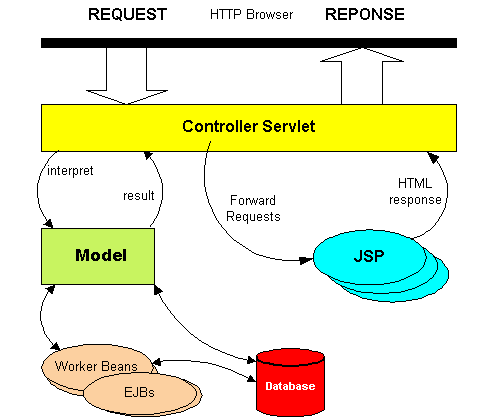 REQUEST
HTTP Browser
REPONSE
Controller Servlet
interpret
result
Forward
Requests
HTML
response
Model
JSP
Worker Beans
EJBs
Database